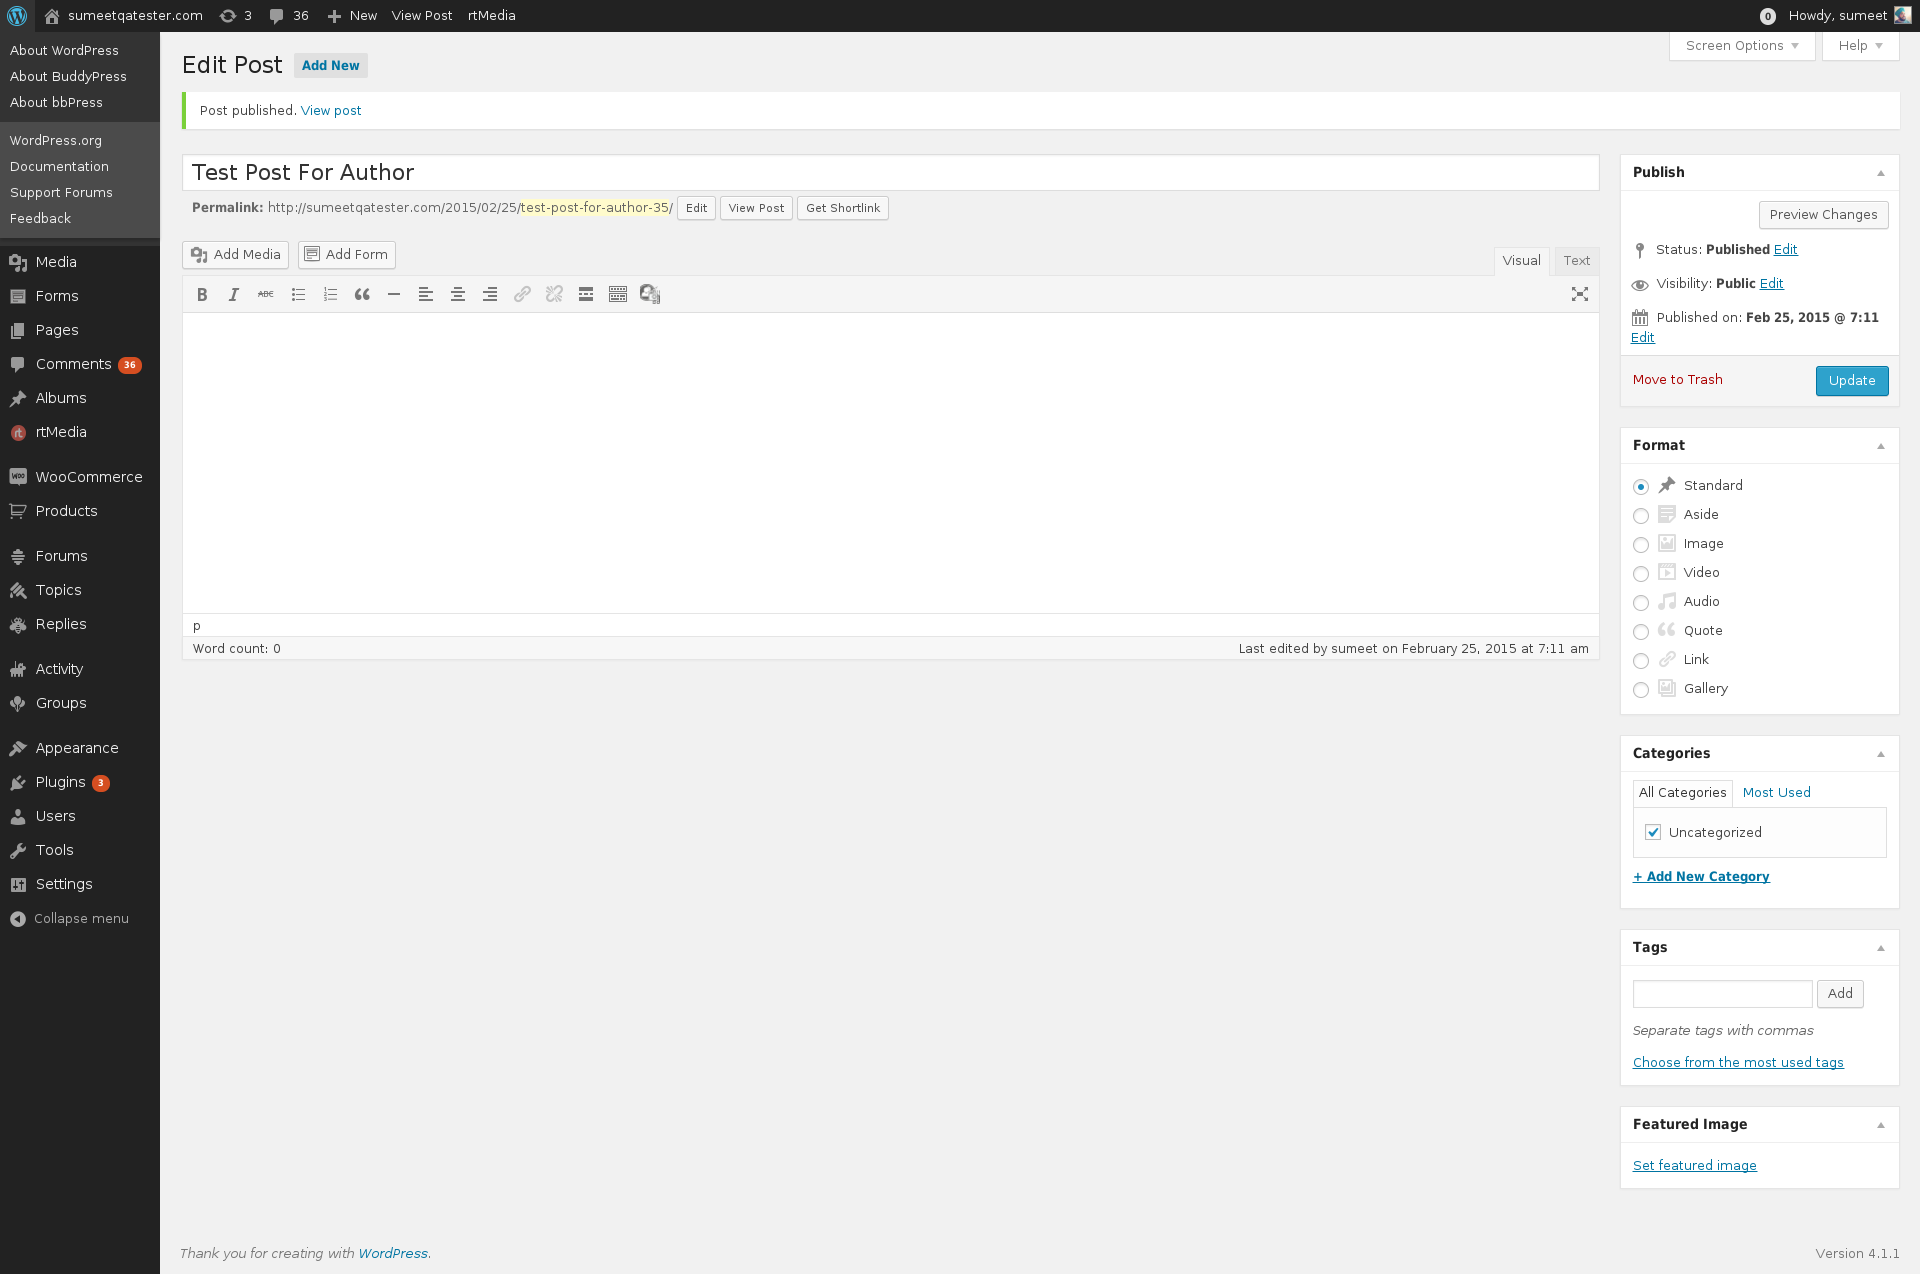 sumeetqatester.com 3 36 New View Post rtMedia 0 Howdy, sumeet
About WordPress
About BuddyPress
About bbPress
WordPress.org
Documentation
Support Forums
Feedback
Media
Forms
Pages
Comments 36
Albums
rt rtMedia
woo WooCommerce
Products
Forums
Topics
Replies
Activity
Groups
Appearance
Plugins 3
Users
Tools
Settings
Collapse menu
Screen Options Help
Edit Post Add New
Post published. View post
Test Post For Author
Permalink: http://sumeetqatester.com/2015/02/25/test-post-for-author-35/ Edit View Post Get Shortlink
Add Media Add Form
Visual Text
B I ABC
p
Word count: 0 Last edited by sumeet on February 25, 2015 at 7:11 am
Publish
Preview Changes
Status: Published Edit
Visibility: Public Edit
Published on: Feb 25, 2015 @ 7:11
Edit
Move to Trash Update
Format
Standard
Aside
Image
Video
Audio
Quote
Link
Gallery
Categories
All Categories Most Used
Uncategorized
+ Add New Category
Tags
Add
Separate tags with commas
Choose from the most used tags
Featured Image
Set featured image
Thank you for creating with WordPress. Version 4.1.1